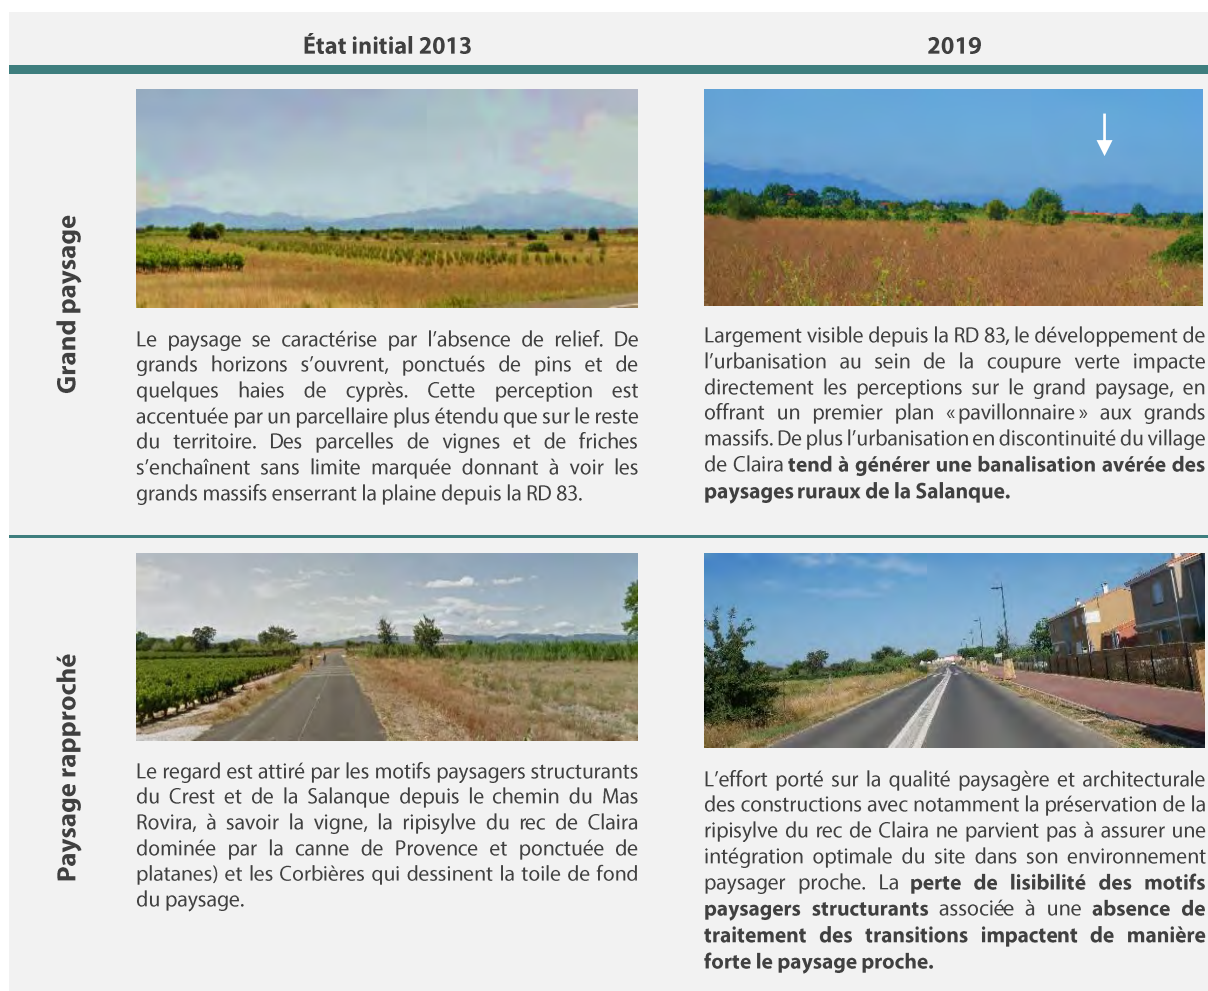 État initial 2013
2019
Grand paysage
Le paysage se caractérise par l’absence de relief. De
grands horizons s’ouvrent, ponctués de pins et de
quelques haies de cyprès. Cette perception est
accentuée par un parcellaire plus étendu que sur le reste
du territoire. Des parcelles de vignes et de friches
s’enchaînent sans limite marquée donnant à voir les
grands massifs enserrant la plaine depuis la RD 83.
Largement visible depuis la RD 83, le développement de
l’urbanisation au sein de la coupure verte impacte
directement les perceptions sur le grand paysage, en
offrant un premier plan « pavillonnaire » aux grands
massifs. De plus l’urbanisation en discontinuité du village
de Claira tend à générer une banalisation avérée des
paysages ruraux de la Salanque.
Paysage rapproché
Le regard est attiré par les motifs paysagers structurants
du Crest et de la Salanque depuis le chemin du Mas
Rovira, à savoir la vigne, la ripisylve du rec de Claira
dominée par la canne de Provence et ponctuée de
platanes) et les Corbières qui dessinent la toile de fond
du paysage.
L’effort porté sur la qualité paysagère et architecturale
des constructions avec notamment la préservation de la
ripisylve du rec de Claira ne parvient pas à assurer une
intégration optimale du site dans son environnement
paysager proche. La perte de lisibilité des motifs
paysagers structurants associée à une absence de
traitement des transitions impactent de manière
forte le paysage proche.